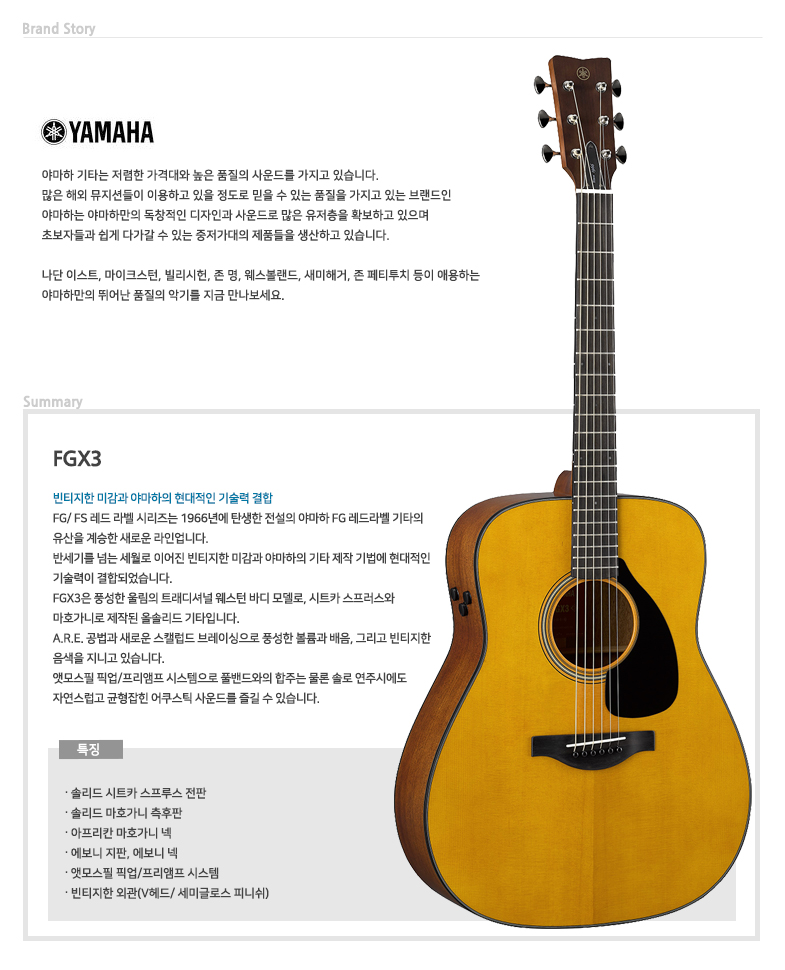 Brand Story
YAMAHA
야마하 기타는 저렴한 가격대와 높은 품질의 사운드를 가지고 있습니다.
많은 해외 뮤지션들이 이용하고 있을 정도로 믿을 수 있는 품질을 가지고 있는 브랜드인
야마하는 야마하만의 독창적인 디자인과 사운드로 많은 유저층을 확보하고 있으며
초보자들과 쉽게 다가갈 수 있는 중저가대의 제품들을 생산하고 있습니다.
나단 이스트, 마이크스턴, 빌리시헌, 존 명, 웨스볼랜드, 새미해거, 존 페티투치 등이 애용하는
야마하만의 뛰어난 품질의 악기를 지금 만나보세요.
Summary
FGX3
빈티지한 미감과 야마하의 현대적인 기술력 결합
FG/ FS 레드 라벨 시리즈는 1966년에 탄생한 전설의 야마하 FG 레드라벨 기타의
유산을 계승한 새로운 라인업니다.
반세기를 넘는 세월로 이어진 빈티지한 미감과 야마하의 기타 제작 기법에 현대적인
기술력이 결합되었습니다.
FGX3은 풍성한 울림의 트래디셔널 웨스턴 바디 모델로, 시트카 스프러스와
마호가니로 제작된 올솔리드 기타입니다.
A.R.E. 공법과 새로운 스캘럽드 브레이싱으로 풍성한 볼륨과 배음, 그리고 빈티지한
음색을 지니고 있습니다.
앳모스필 픽업/프리앰프 시스템으로 풀밴드와의 합주는 물론 솔로 연주시에도
자연스럽고 균형잡힌 어쿠스틱 사운드를 즐길 수 있습니다.
특징
· 솔리드 시트카 스프루스 전판
· 솔리드 마호가니 측후판
· 아프리칸 마호가니 넥
· 에보니 지판, 에보니 넥
· 앳모스필 픽업/프리앰프 시스템
· 빈티지한 외관(V헤드/ 세미글로스 피니쉬)